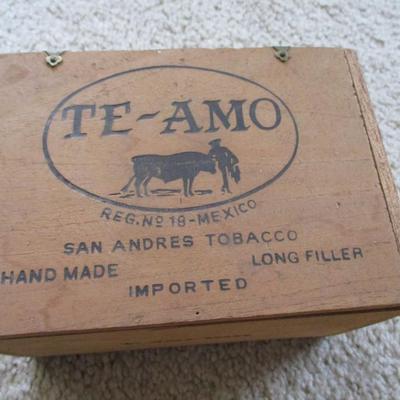 TE-AMO
REG. Nº 18-MEXICO
SAN ANDRES TOBACCO
HAND MADE LONG FILLER
IMPORTED